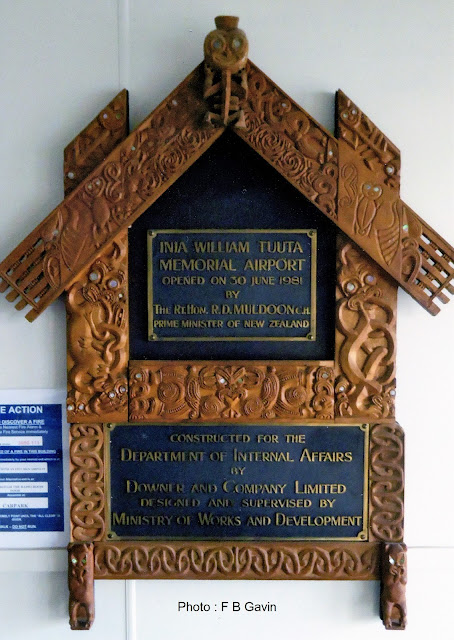 INIA WILLIAM TUUTA
MEMORIAL AIRPORT
OPENED ON 30 JUNE 1981
BY
THE RT. HON. R.D. MULDOON C.H.
PRIME MINISTER OF NEW ZEALAND
CONSTRUCTED FOR THE
DEPARTMENT OF INTERNAL AFFAIRS
BY
DOWNER AND COMPANY LIMITED
DESIGNED AND SUPERVISED BY
MINISTRY OF WORKS AND DEVELOPMENT
E ACTION
DISCOVER A FIRE
CARPARK
DO NOT RUN.
Photo : F B Gavin